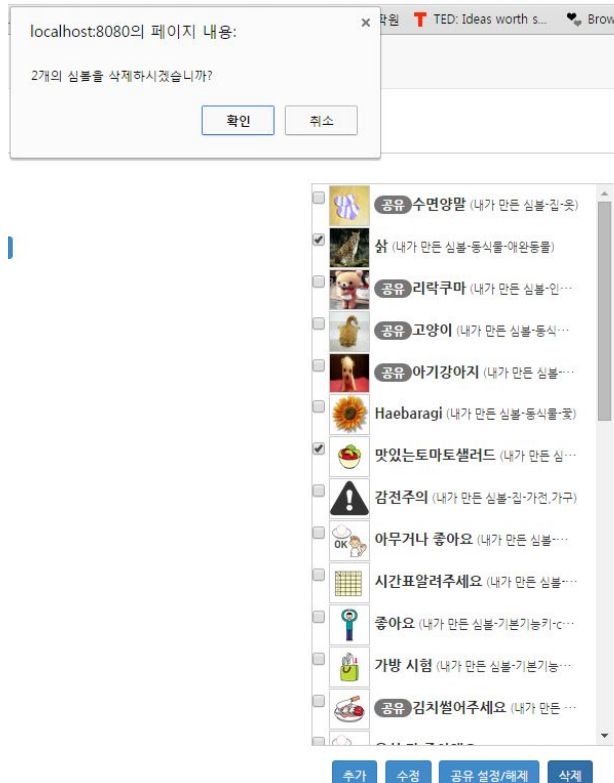 localhost:8080의 페이지 내용:
학원 TED: Ideas worth s... Brow
2개의 심볼을 삭제하시겠습니까?
확인 취소
공유 수면양말 (내가 만든 심볼-집-옷)
삵 (내가 만든 심볼-동식물-애완동물)
공유 리락쿠마 (내가 만든 심볼-인…
공유 고양이 (내가 만든 심볼-동식…
공유 아기강아지 (내가 만든 심볼-…
Haebaragi (내가 만든 심볼-동식물-꽃)
맛있는토마토샐러드 (내가 만든 심…
감전주의 (내가 만든 심볼-집-가전,가구)
OK 아무거나 좋아요 (내가 만든 심볼-…
시간표알려주세요 (내가 만든 심볼-…
좋아요 (내가 만든 심볼-기본기능키-c…
가방 시험 (내가 만든 심볼-기본기능…
공유 김치썰어주세요 (내가 만든 …
추가 수정 공유 설정/해제 삭제